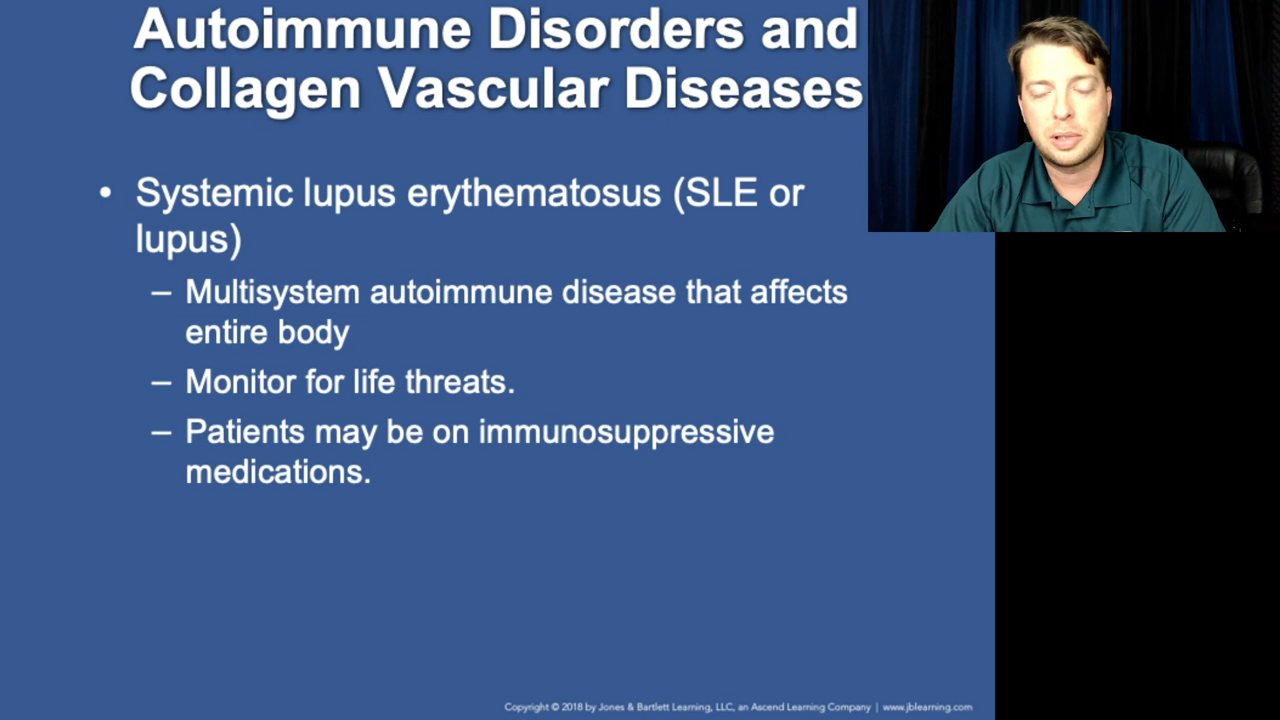 Autoimmune Disorders and
Collagen Vascular Diseases
• Systemic lupus erythematosus (SLE or
lupus)
– Multisystem autoimmune disease that affects
entire body
– Monitor for life threats.
– Patients may be on immunosuppressive
medications.
Copyright © 2018 by Jones & Bartlett Learning, LLC, an Ascend Learning Company | www.jblearning.com